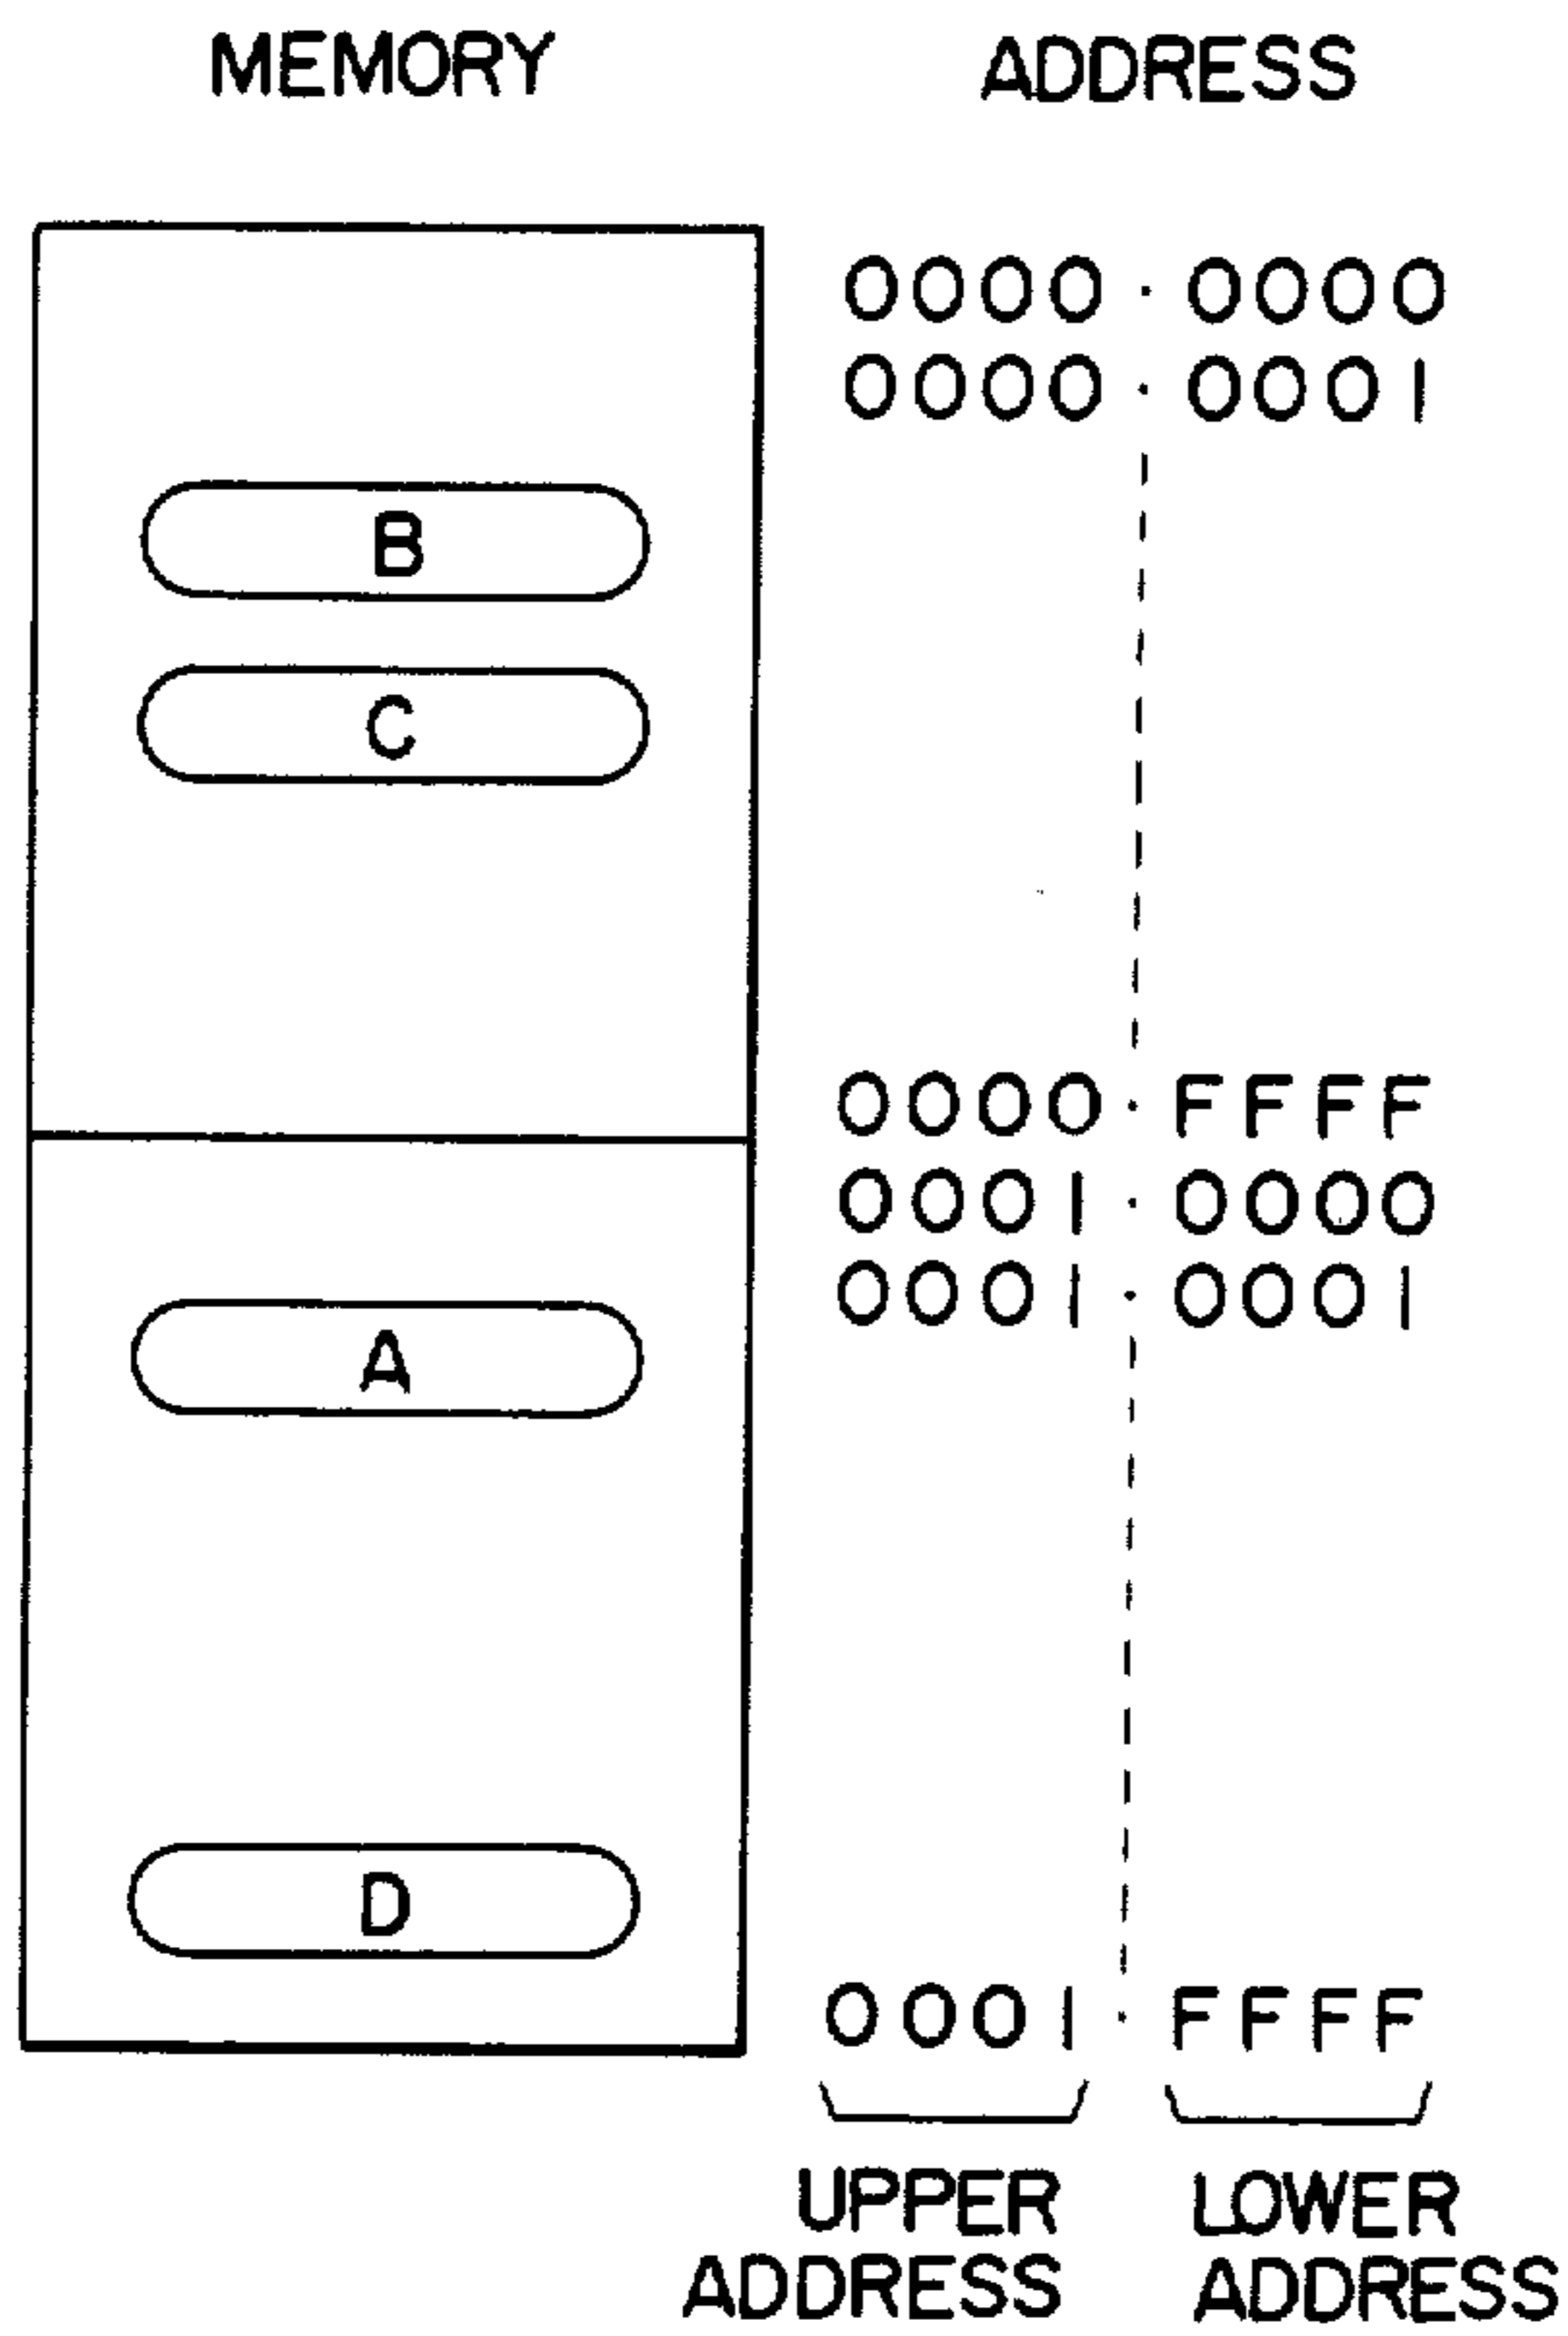 MEMORY ADDRESS
0000·0000
0000·0001
B
C
0000·FFFF
0001·0000
0001·0001
A
D
0001·FFFF
UPPER ADDRESS
LOWER ADDRESS